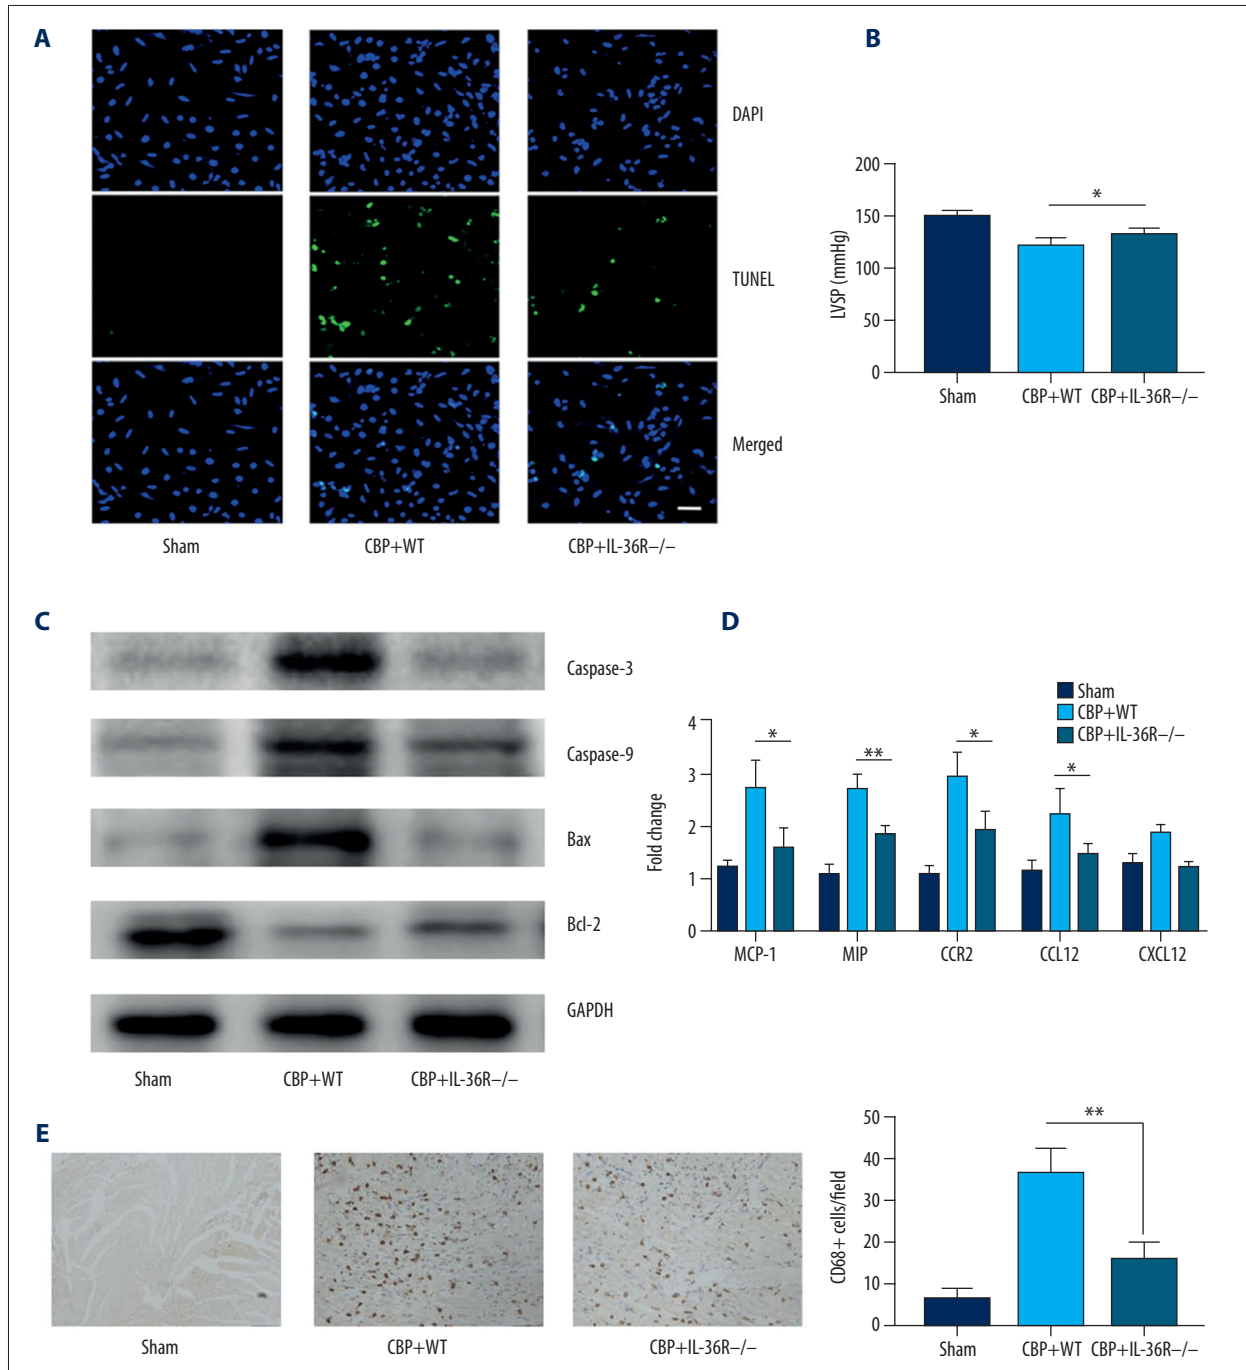 A
DAPI
TUNEL
Merged
Sham
CBP+WT
CBP+IL-36R–/–
B
200
150
100
50
0
LVSP (mmHg)
*
Sham
CBP+WT
CBP+IL-36R–/–
C
Caspase-3
Caspase-9
Bax
Bcl-2
GAPDH
Sham
CBP+WT
CBP+IL-36R–/–
D
Sham
CBP+WT
CBP+IL-36R–/–
4
3
2
1
0
Fold change
*
**
*
*
MCP-1
MIP
CCR2
CCL12
CXCL12
E
Sham
CBP+WT
CBP+IL-36R–/–
50
40
30
20
10
0
CD68+ cells/field
**
Sham
CBP+WT
CBP+IL-36R–/–